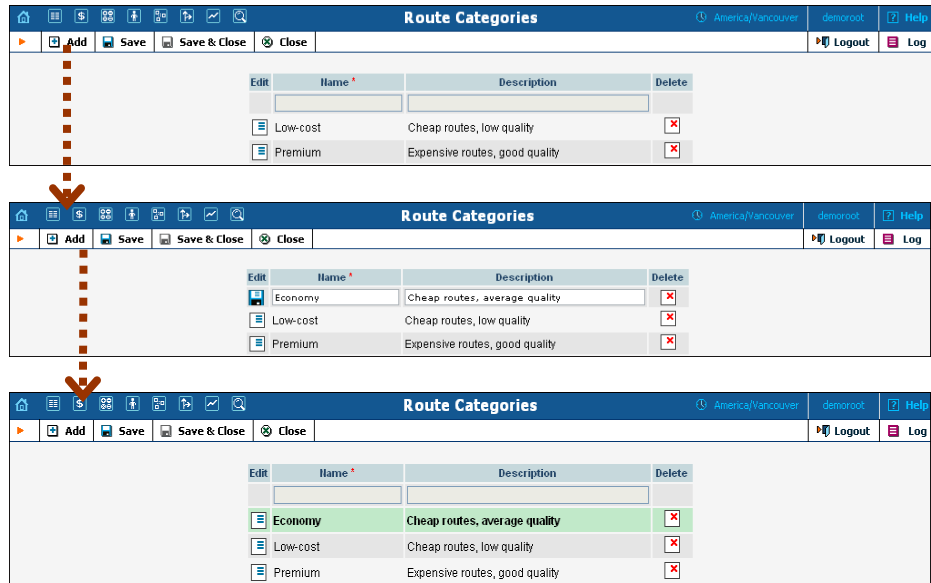 Route Categories America/Vancouver demoroot ? Help
Add Save Save & Close Close Logout Log
Edit Name * Description Delete
Low-cost Cheap routes, low quality
Premium Expensive routes, good quality
Route Categories America/Vancouver demoroot ? Help
Add Save Save & Close Close Logout Log
Edit Name * Description Delete
Economy Cheap routes, average quality
Low-cost Cheap routes, low quality
Premium Expensive routes, good quality
Route Categories America/Vancouver demoroot ? Help
Add Save Save & Close Close Logout Log
Edit Name * Description Delete
Economy Cheap routes, average quality
Low-cost Cheap routes, low quality
Premium Expensive routes, good quality